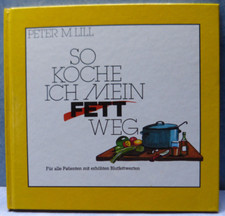 PETER M. LILL
SO
KOCHE
ICH MEIN
FETT
WEG
Für alle Patienten mit erhöhten Blutfettwerten